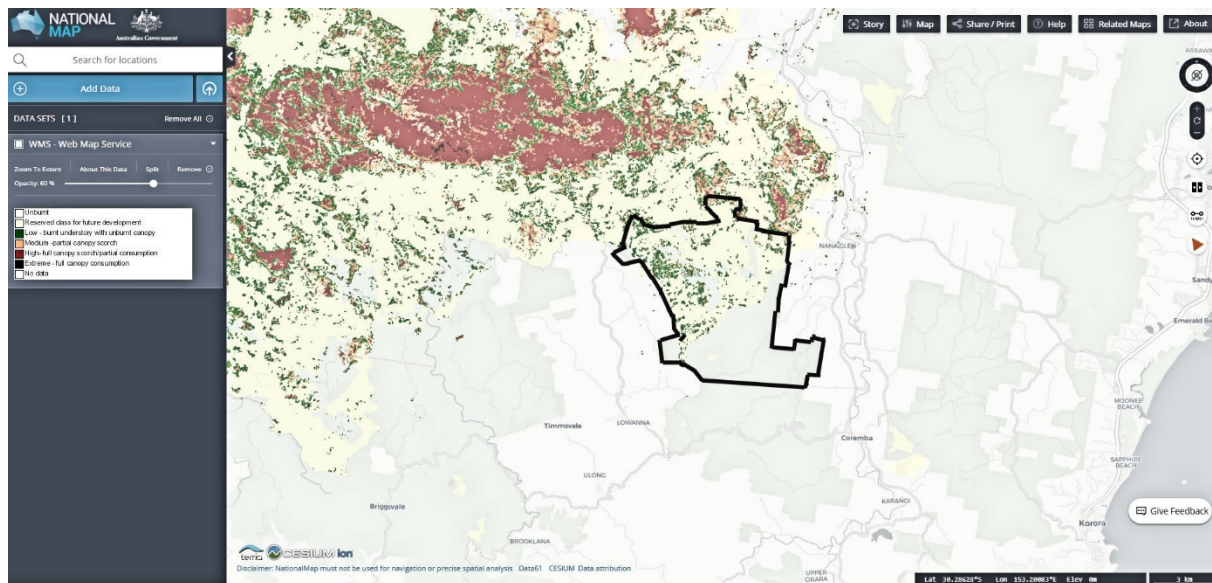 NATIONAL
MAP
Australian Government
Search for locations
Add Data
DATA SETS [1]
Remove All
WMS - Web Map Service
Zoom To Extent
About This Data
Split
Remove
Opacity: 60 %
Unburnt
Reserved class for future development
Low - burnt understory with unburnt canopy
Medium -partial canopy scorch
High- full canopy scorch/partial consumption
Extreme - full canopy consumption
No data
Story
Map
Share / Print
Help
Related Maps
About
NANA GLEN
Emerald B
MOONEE
BEACH
SAPPHIRE
BEACH
Timmsvale
LOWANNA
Coramba
ULONG
KARANGI
Briggsvale
BROOKLANA
Korora
UPPER
ORARA
Give Feedback
terria
CESIUM ion
Disclaimer: NationalMap must not be used for navigation or precise spatial analysis Data61 CESIUM Data attribution
Lat 30.28628°S Lon 153.20083°E Elev 0m
3 km